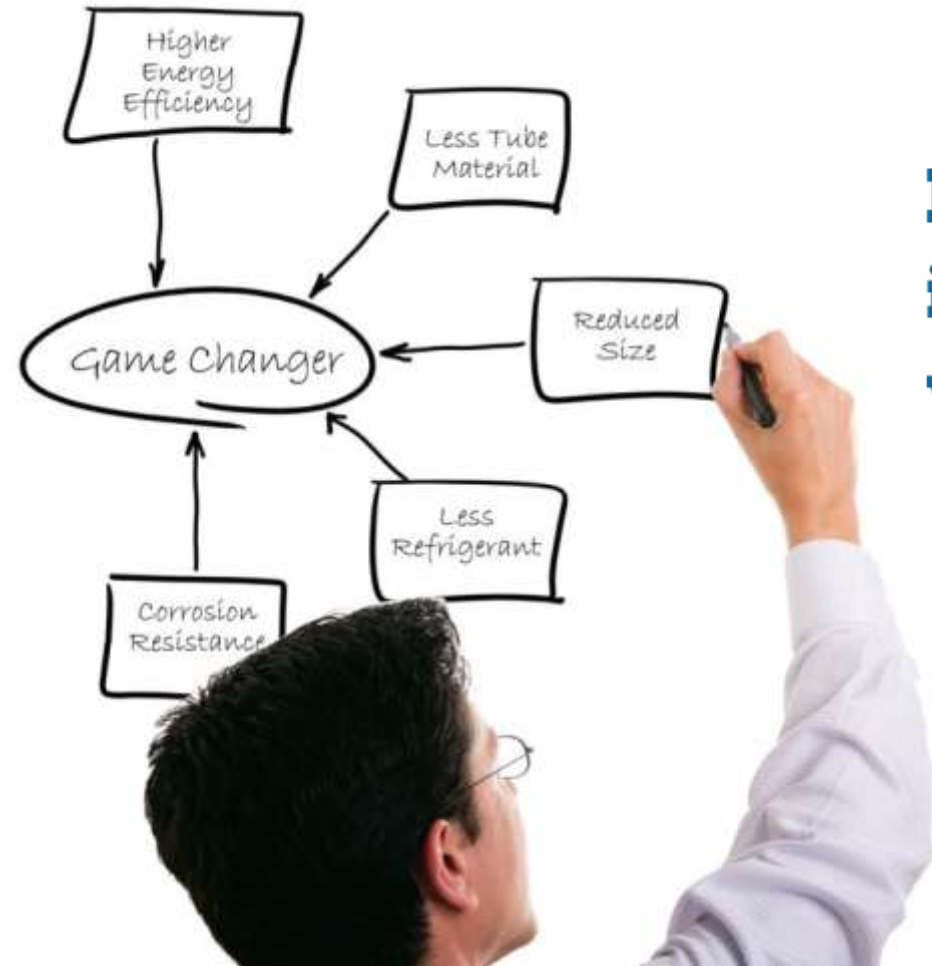 Higher
Energy
Efficiency
Less Tube
Material
Game Changer
Reduced
Size
Less
Refrigerant
Corrosion
Resistance